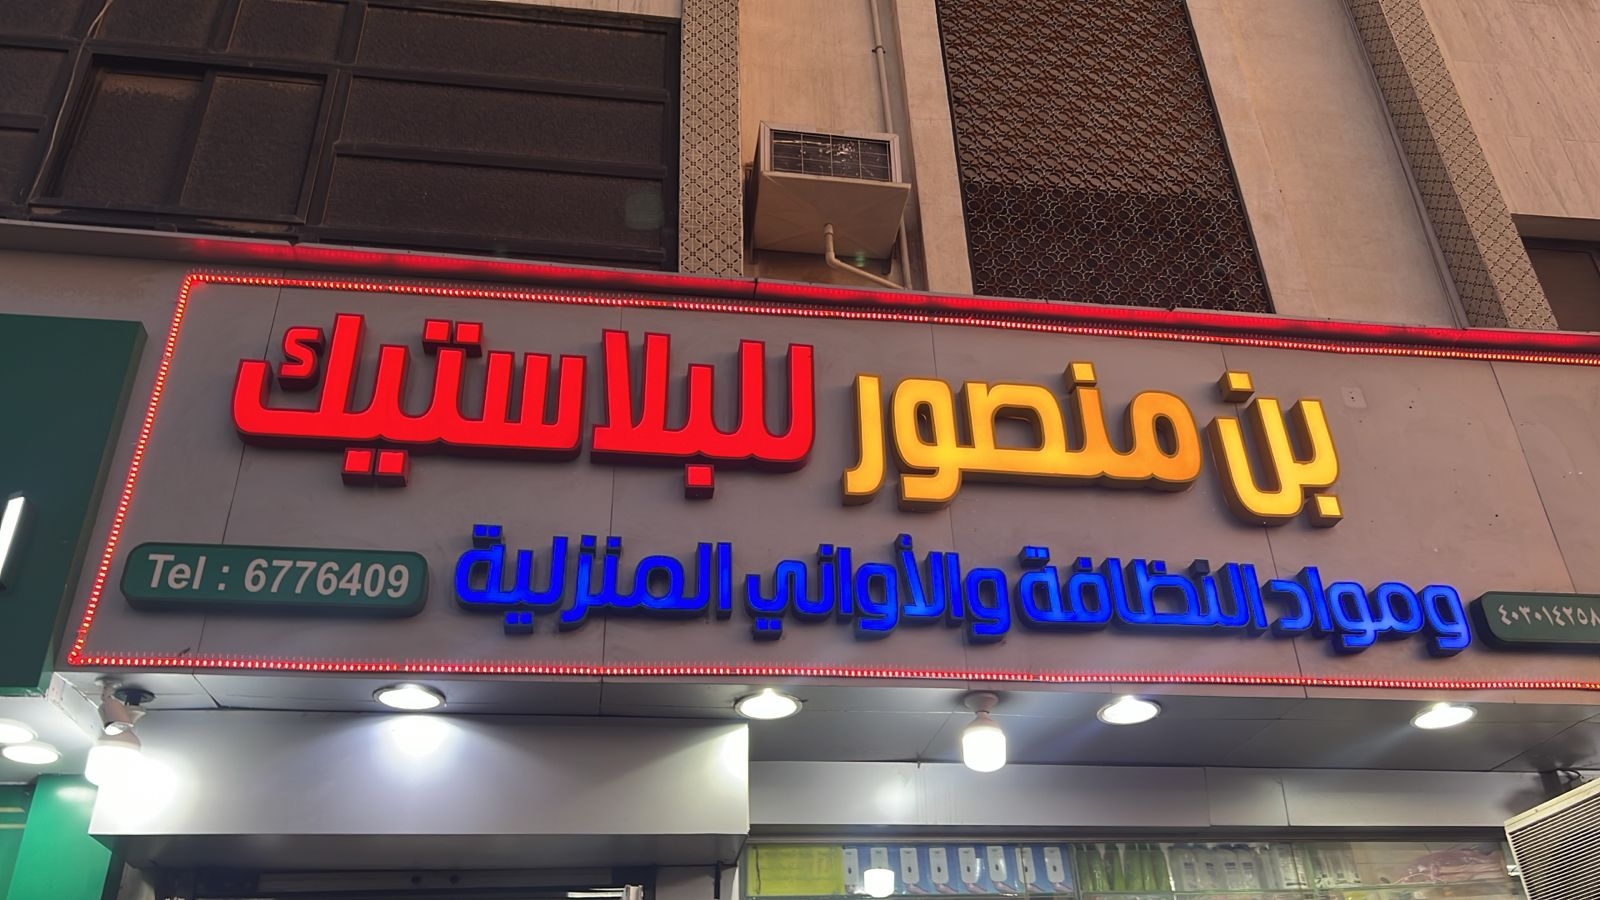 بن منصور للبلاستيك
ومواد النظافة والأواني المنزلية
Tel : 6776409